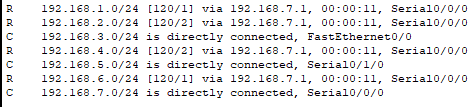 R 192.168.1.0/24 [120/1] via 192.168.7.1, 00:00:11, Serial0/0/0
R 192.168.2.0/24 [120/1] via 192.168.7.1, 00:00:11, Serial0/0/0
C 192.168.3.0/24 is directly connected, FastEthernet0/0
R 192.168.4.0/24 [120/2] via 192.168.7.1, 00:00:11, Serial0/0/0
C 192.168.5.0/24 is directly connected, Serial0/1/0
R 192.168.6.0/24 [120/1] via 192.168.7.1, 00:00:11, Serial0/0/0
C 192.168.7.0/24 is directly connected, Serial0/0/0